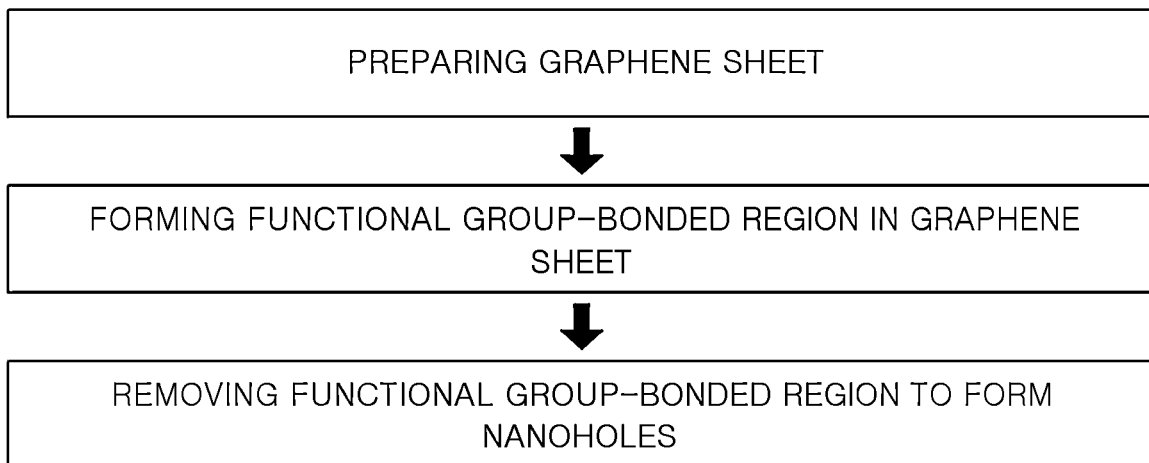 PREPARING GRAPHENE SHEET
FORMING FUNCTIONAL GROUP-BONDED REGION IN GRAPHENE
SHEET
REMOVING FUNCTIONAL GROUP-BONDED REGION TO FORM
NANOHOLES